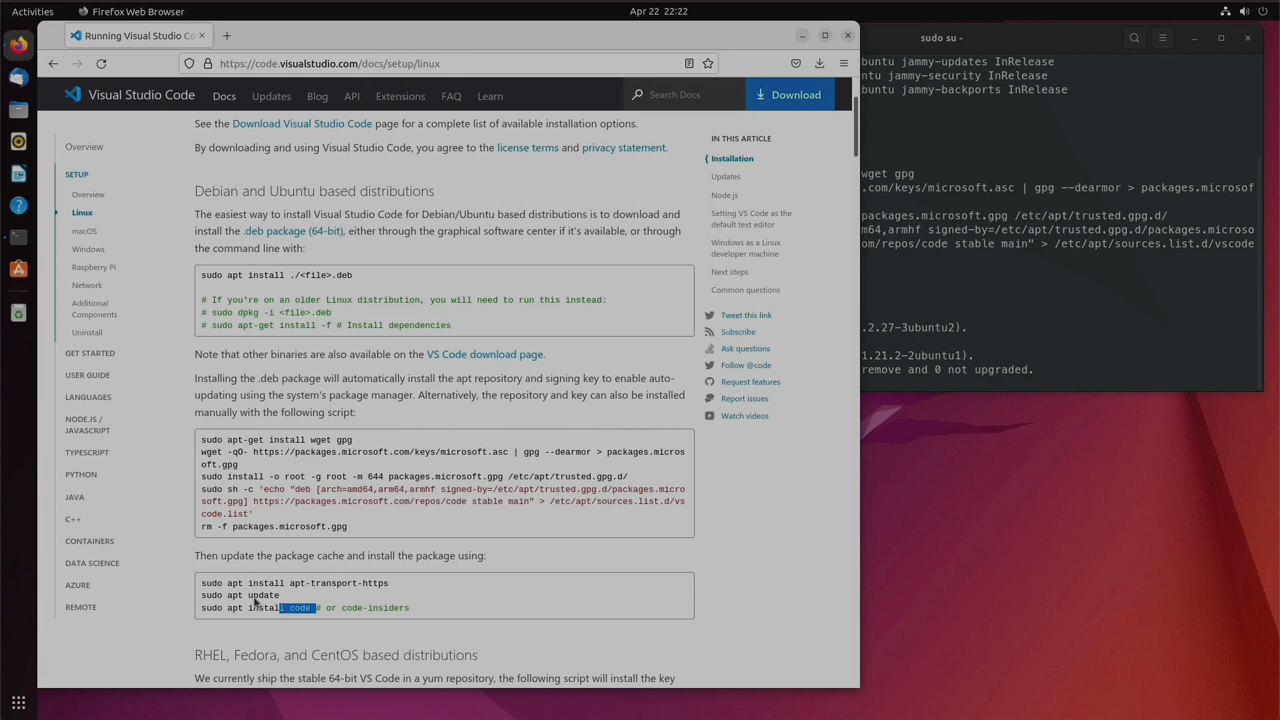 Activities
Firefox Web Browser
Apr 22 22:22
Running Visual Studio Co
https://code.visualstudio.com/docs/setup/linux
Visual Studio Code
Docs
Updates
Blog
API
Extensions
FAQ
Learn
Search Docs
Download
Overview
SETUP
Overview
Linux
macOS
Windows
Raspberry Pi
Network
Additional
Components
Uninstall
GET STARTED
USER GUIDE
LANGUAGES
NODE.JS /
JAVASCRIPT
TYPESCRIPT
PYTHON
JAVA
C++
CONTAINERS
DATA SCIENCE
AZURE
REMOTE
See the Download Visual Studio Code page for a complete list of available installation options.
By downloading and using Visual Studio Code, you agree to the license terms and privacy statement.
Debian and Ubuntu based distributions
The easiest way to install Visual Studio Code for Debian/Ubuntu based distributions is to download and
install the .deb package (64-bit), either through the graphical software center if it's available, or through
the command line with:
sudo apt install ./<file>.deb
# If you're on an older Linux distribution, you will need to run this instead:
# sudo dpkg -i <file>.deb
# sudo apt-get install -f # Install dependencies
Note that other binaries are also available on the VS Code download page.
Installing the .deb package will automatically install the apt repository and signing key to enable auto-
updating using the system's package manager. Alternatively, the repository and key can also be installed
manually with the following script:
sudo apt-get install wget gpg
wget -qO- https://packages.microsoft.com/keys/microsoft.asc | gpg --dearmor > packages.micros
oft.gpg
sudo install -o root -g root -m 644 packages.microsoft.gpg /etc/apt/trusted.gpg.d/
sudo sh -c 'echo "deb [arch=amd64,arm64,armhf signed-by=/etc/apt/trusted.gpg.d/packages.micro
soft.gpg] https://packages.microsoft.com/repos/code stable main" > /etc/apt/sources.list.d/vs
code.list'
rm -f packages.microsoft.gpg
Then update the package cache and install the package using:
sudo apt install apt-transport-https
sudo apt update
sudo apt install code # or code-insiders
RHEL, Fedora, and CentOS based distributions
We currently ship the stable 64-bit VS Code in a yum repository, the following script will install the key
IN THIS ARTICLE
Installation
Updates
Node.js
Setting VS Code as the
default text editor
Windows as a Linux
developer machine
Next steps
Common questions
Tweet this link
Subscribe
Ask questions
Follow @code
Request features
Report issues
Watch videos
sudo su -
buntu jammy-updates InRelease
ntu jammy-security InRelease
buntu jammy-backports InRelease
wget gpg
.com/keys/microsoft.asc | gpg --dearmor > packages.microsof
packages.microsoft.gpg /etc/apt/trusted.gpg.d/
m64,armhf signed-by=/etc/apt/trusted.gpg.d/packages.microso
om/repos/code stable main" > /etc/apt/sources.list.d/vscode
.2.27-3ubuntu2).
1.21.2-2ubuntu1).
remove and 0 not upgraded.